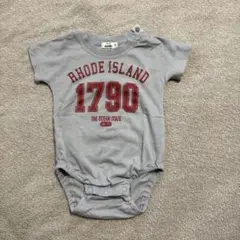 RHODE ISLAND
1790
THE OCEAN STATE